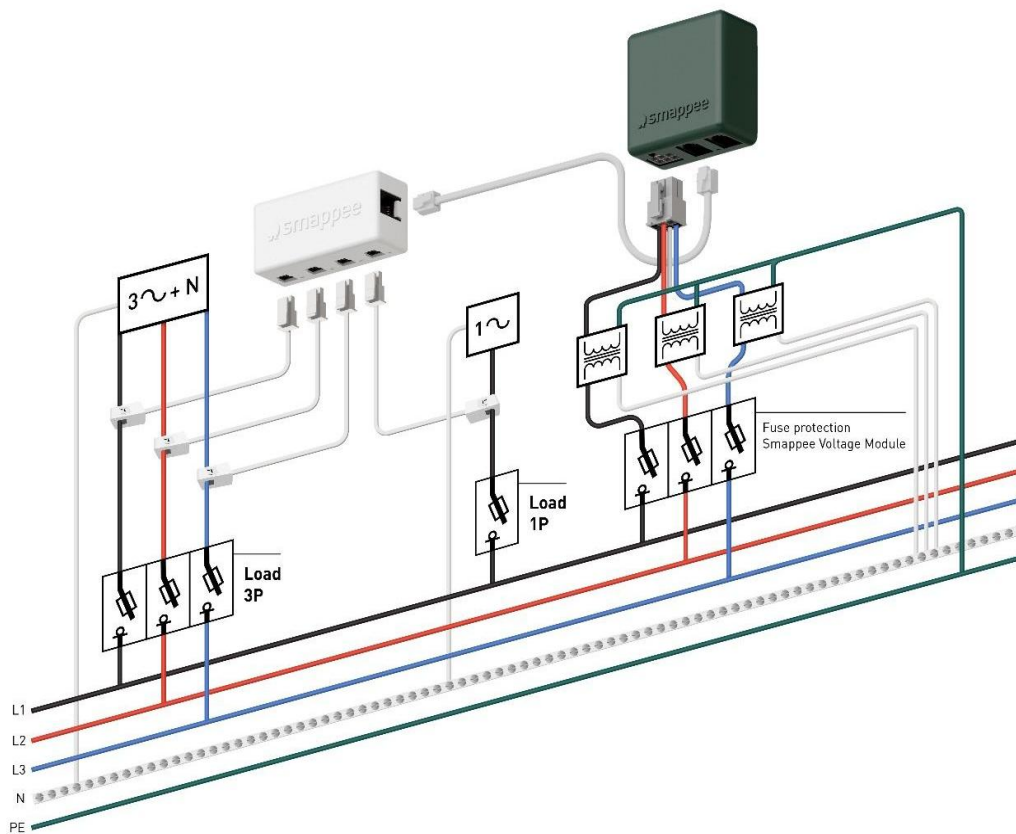 smappee
smappee
3~ + N
1~
Fuse protection
Smappee Voltage Module
Load
1P
Load
3P
L1
L2
L3
N
PE